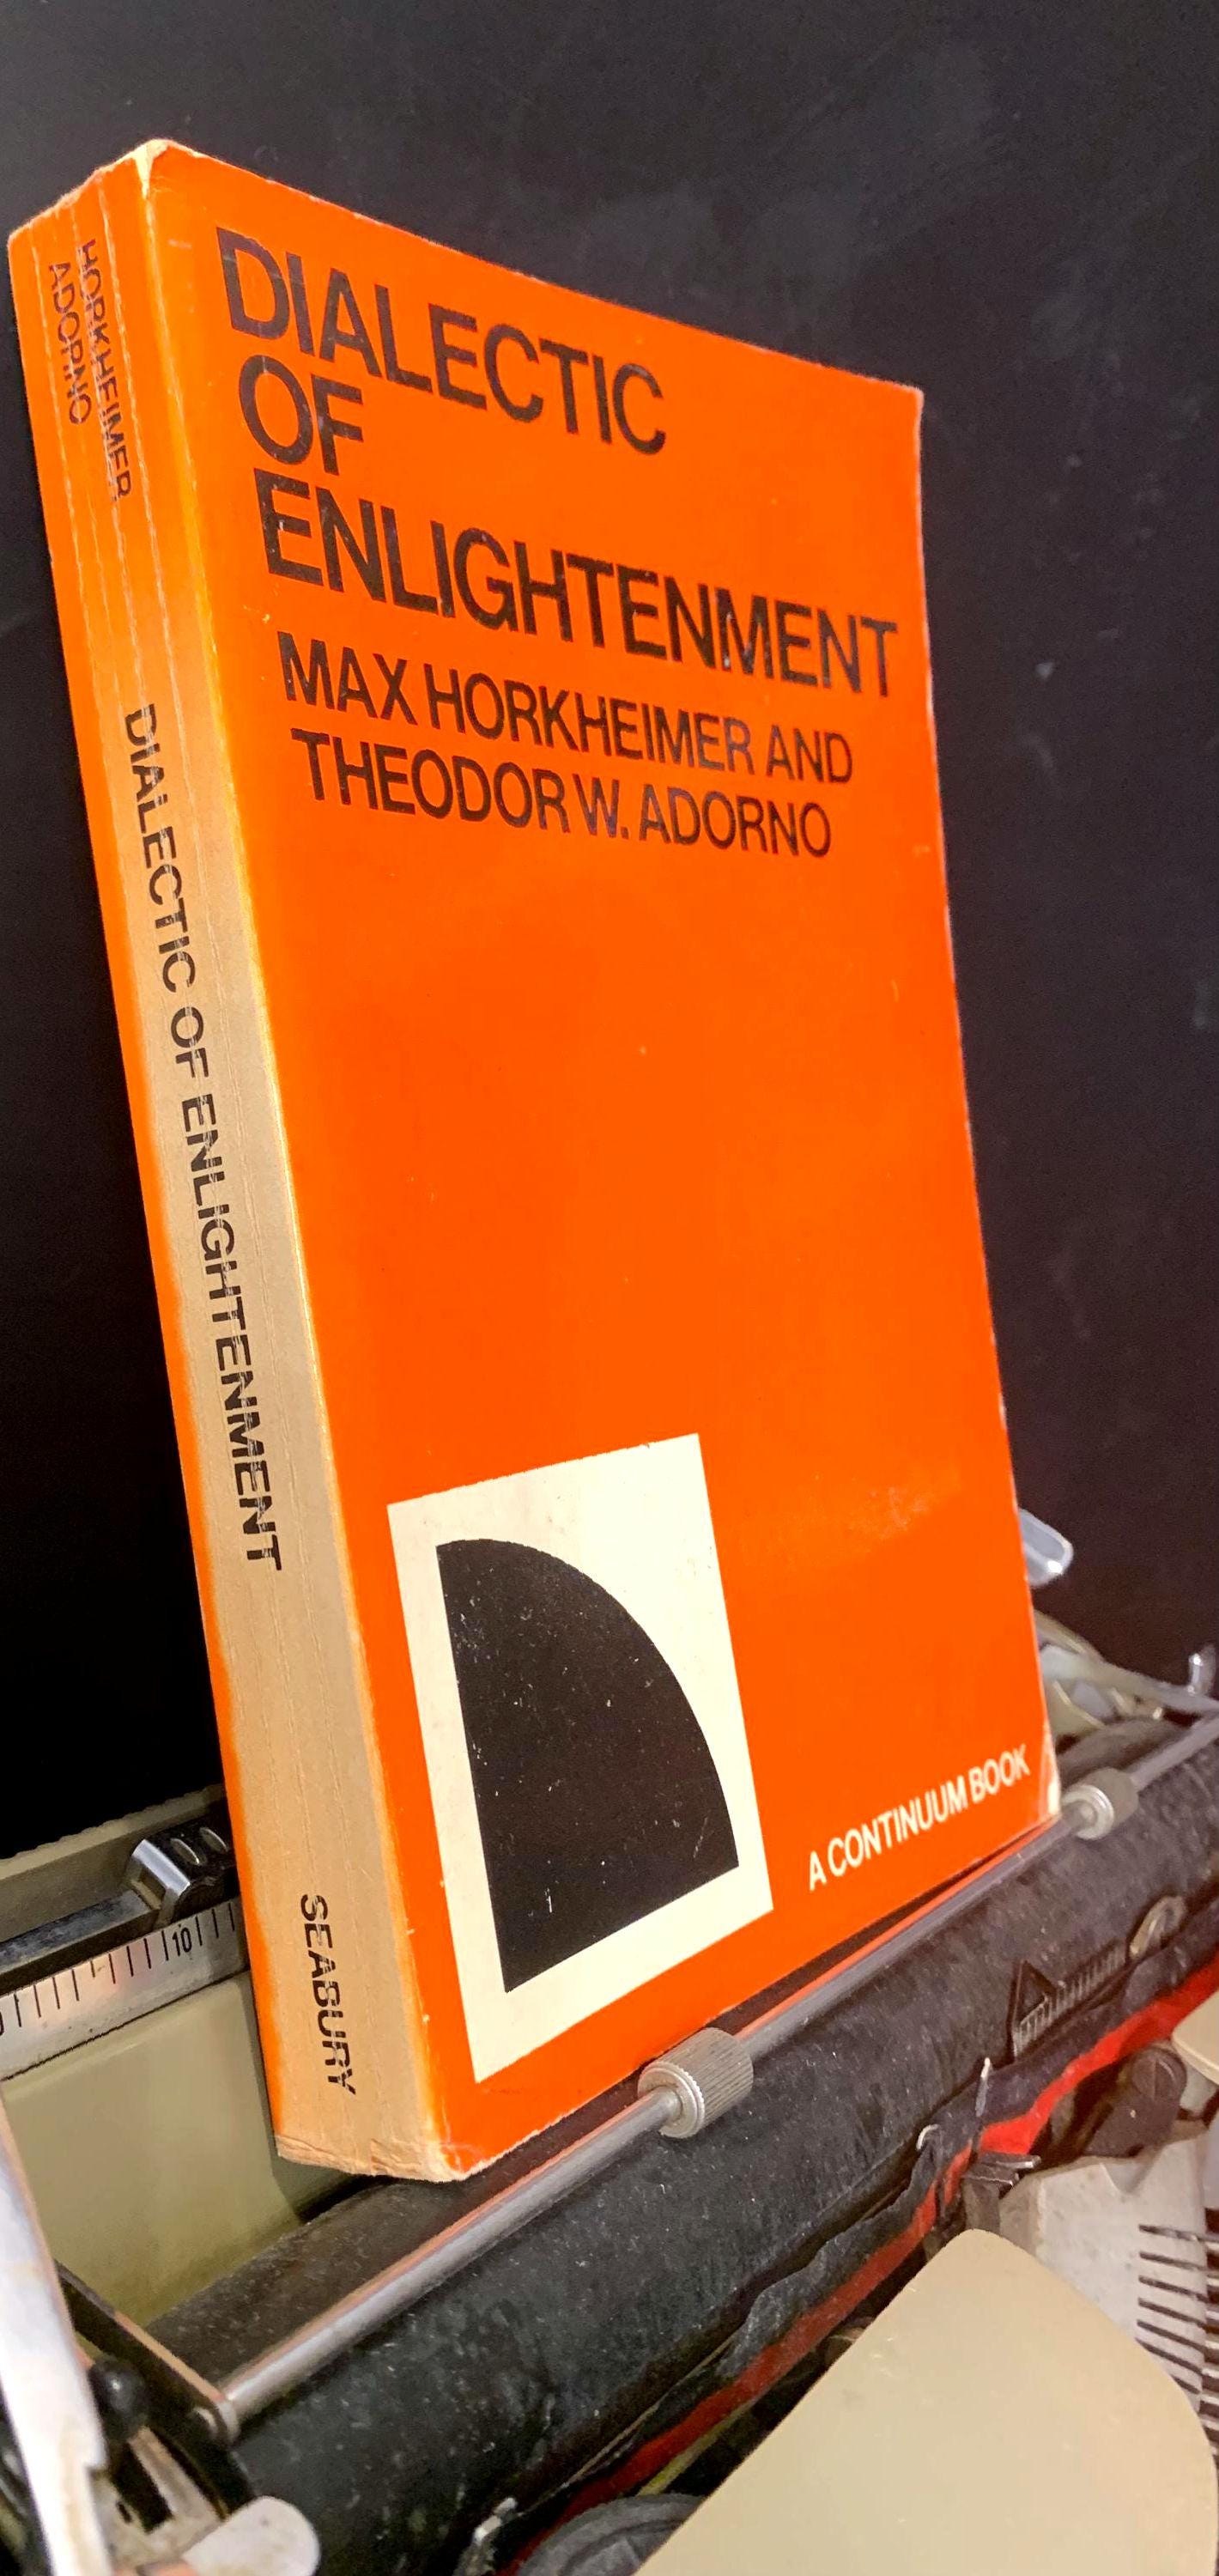 HORKHEIMER
ADORNO
DIALECTIC OF ENLIGHTENMENT
SEABURY
DIALECTIC
OF
ENLIGHTENMENT
MAX HORKHEIMER AND
THEODOR W. ADORNO
A CONTINUUM BOOK
10